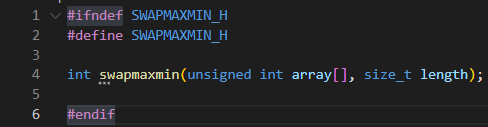 1 #ifndef SWAPMAXMIN_H
2 #define SWAPMAXMIN_H
3
4 int swapmaxmin(unsigned int array[], size_t length);
5
6 #endif